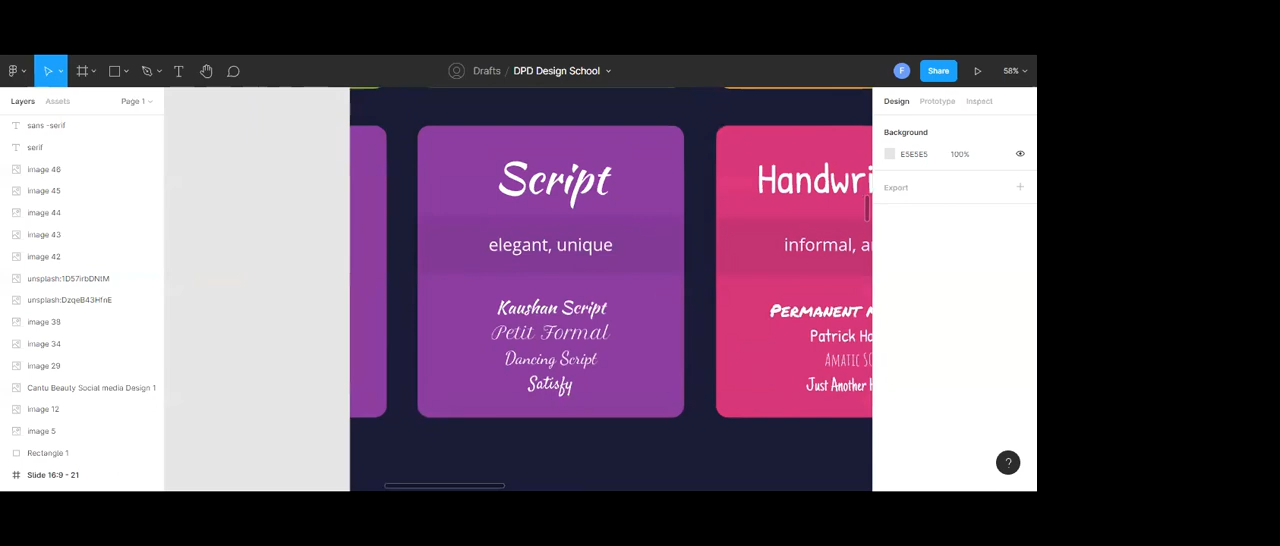 Drafts / DPD Design School
F
Share
58%
Layers
Assets
Page 1
Design
Prototype
Inspect
sans -serif
serif
image 46
image 45
image 44
image 43
image 42
unsplash:1D57irbDNtM
unsplash:DzqeB43HfnE
image 38
image 34
image 29
Cantu Beauty Social media Design 1
image 12
image 5
Rectangle 1
Slide 16:9 - 21
Script
elegant, unique
Kaushan Script
Petit Formal
Dancing Script
Satisfy
Handwri
informal, a
PERMANENT
Patrick
AMATIC
Just Another
Background
E5E5E5
100%
Export
?